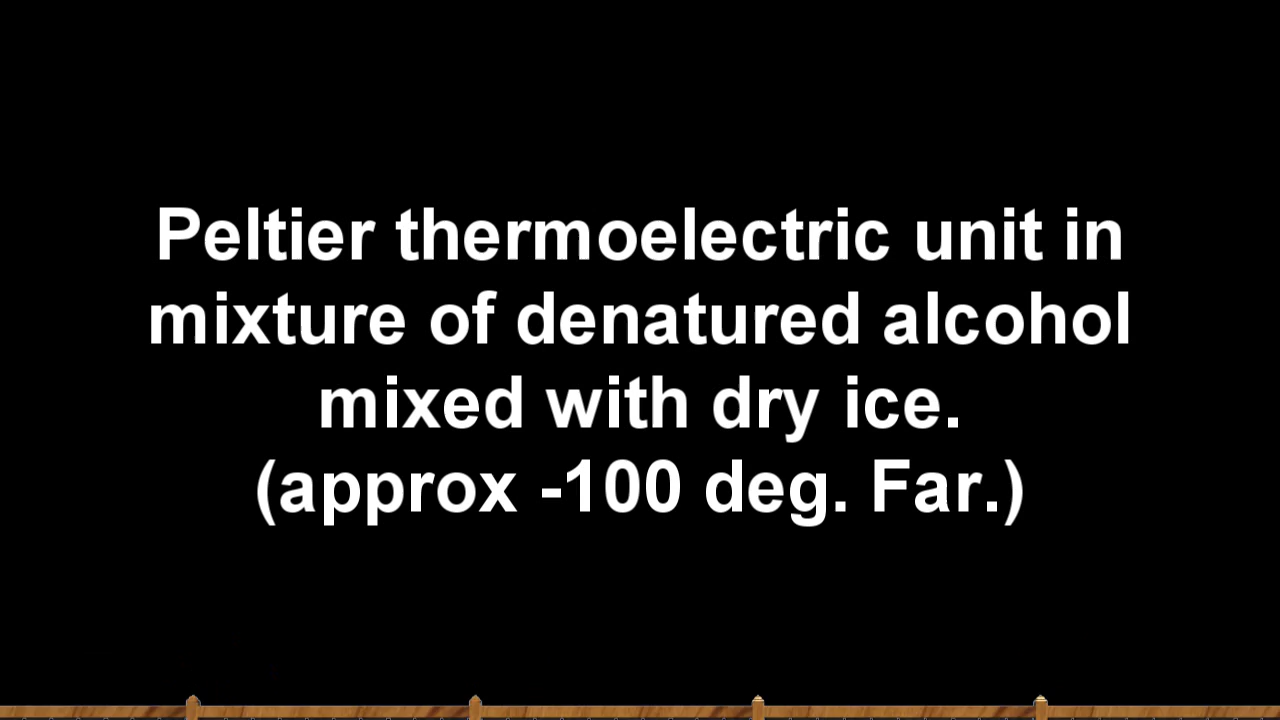 Peltier thermoelectric unit in
mixture of denatured alcohol
mixed with dry ice.
(approx -100 deg. Far.)